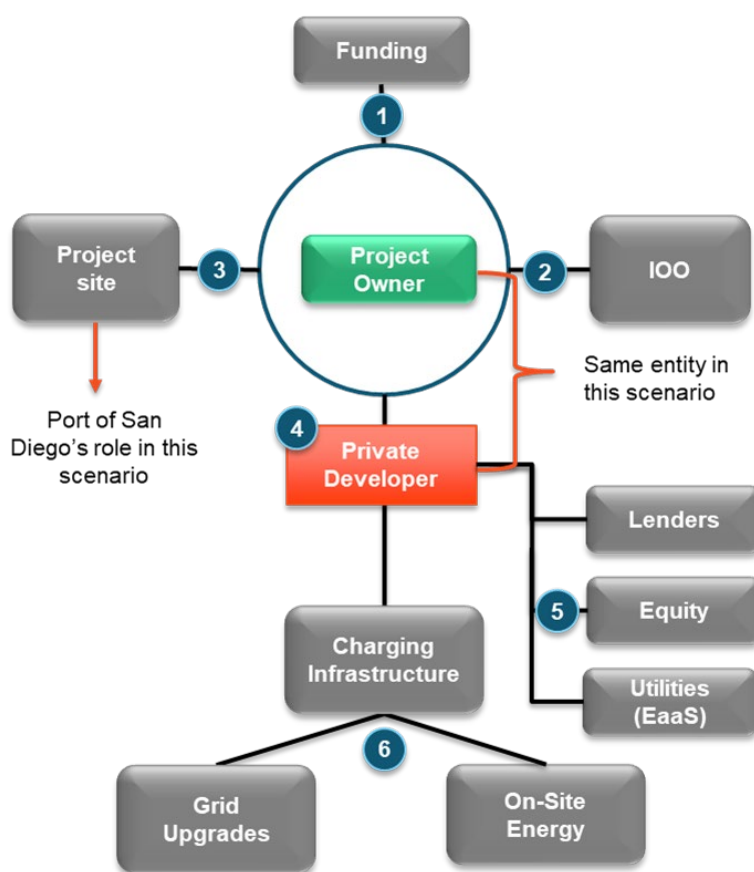 Funding
1
Project
site
3
Project
Owner
2
IOO
Same entity in
this scenario
Port of San
Diego's role in this
scenario
4
Private
Developer
Lenders
5
Equity
Utilities
(EaaS)
Charging
Infrastructure
6
Grid
Upgrades
On-Site
Energy